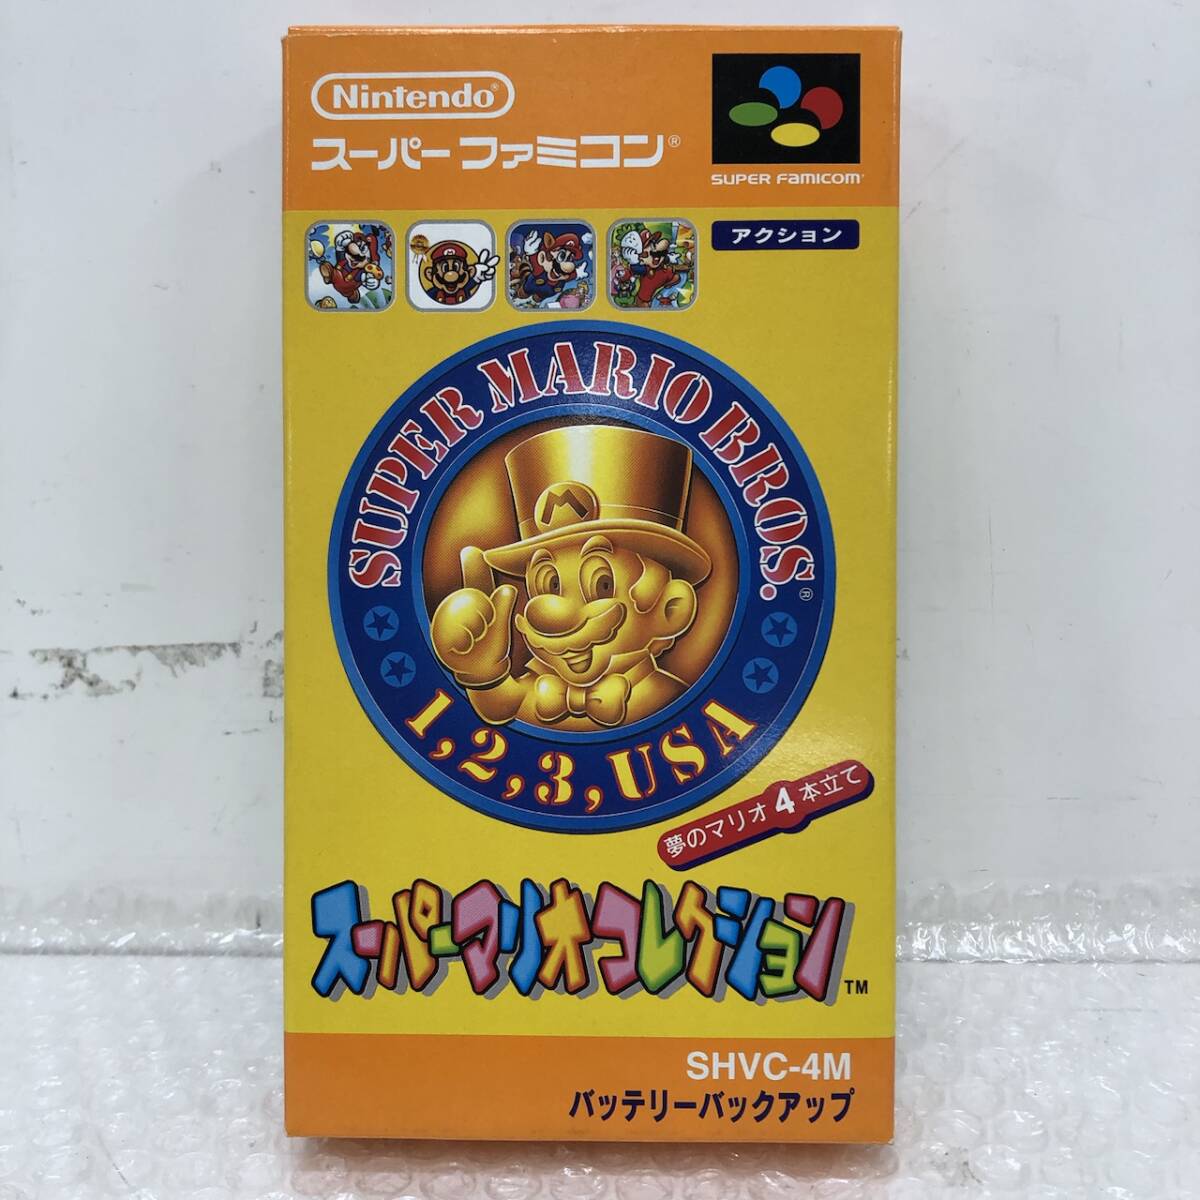 Nintendo®
スーパーファミコン®
SUPER FAMICOM
アクション
SUPER MARIO BROS.®
M
1, 2, 3, USA
夢のマリオ4本立て
スーパーマリオコレクション™
SHVC-4M
バッテリーバックアップ